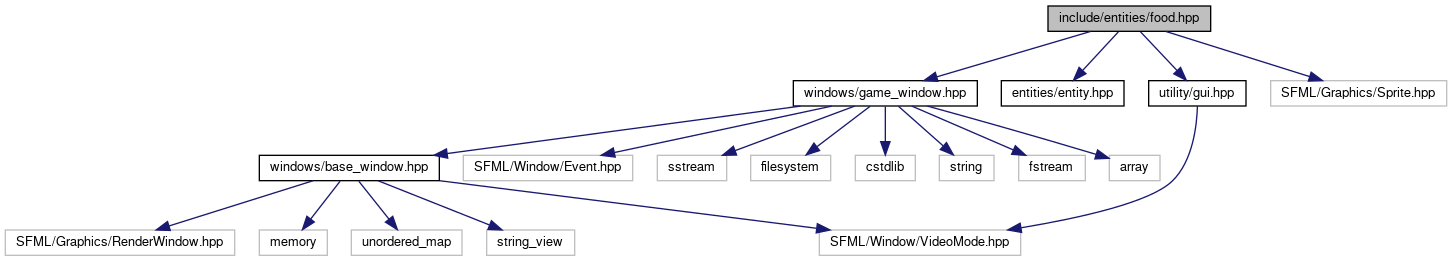 include/entities/food.hpp
windows/game_window.hpp
entities/entity.hpp
utility/gui.hpp
SFML/Graphics/Sprite.hpp
windows/base_window.hpp
SFML/Window/Event.hpp
sstream
filesystem
cstdlib
string
fstream
array
SFML/Graphics/RenderWindow.hpp
memory
unordered_map
string_view
SFML/Window/VideoMode.hpp